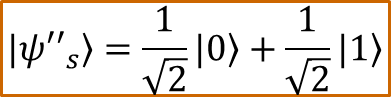 |ψ''ₛ⟩ = 1/√2 |0⟩ + 1/√2 |1⟩